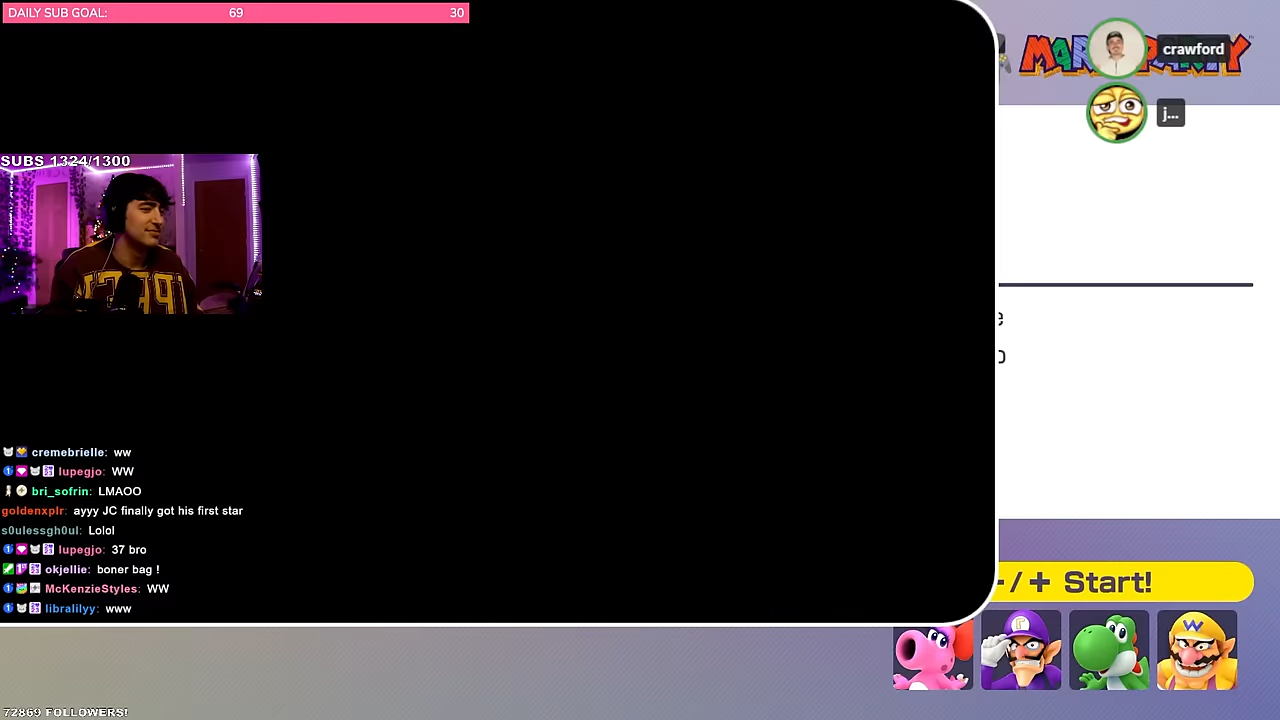 DAILY SUB GOAL: 69 30
crawford
j...
SUBS 1324/1300
cremebrielle: ww
lupegjo: WW
bri_sofrin: LMAOO
goldenxplr: ayyy JC finally got his first star
s0ulessgh0ul: Lolol
lupegjo: 37 bro
okjellie: boner bag !
McKenzieStyles: WW
libralilyy: www
/ + Start!
72869 FOLLOWERS!